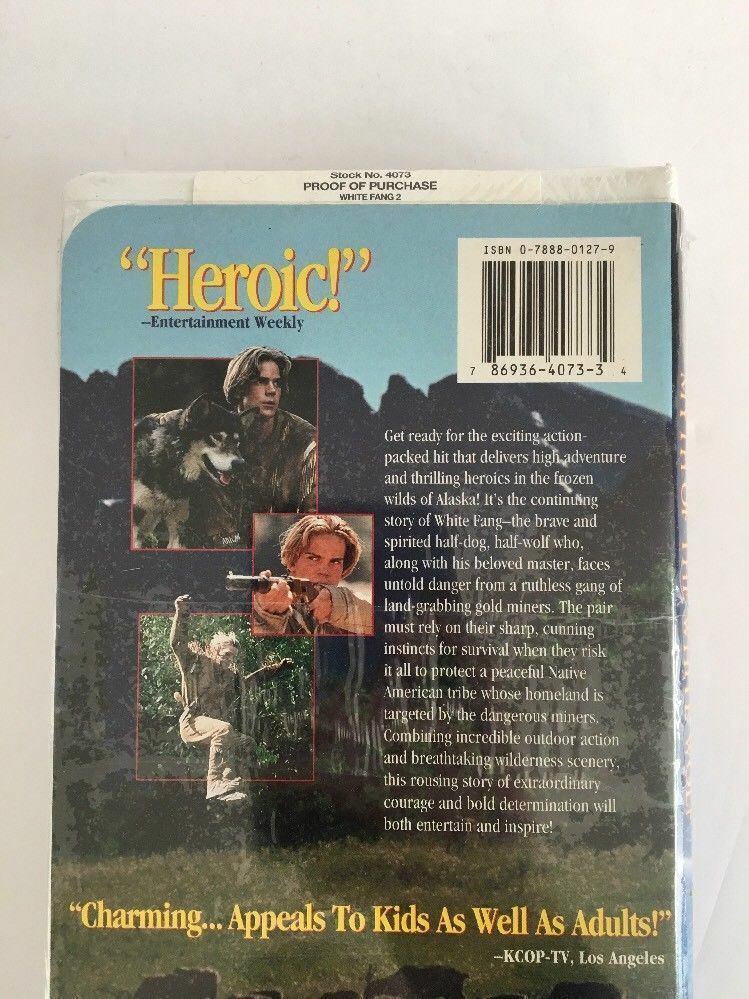 Stock No. 4073
PROOF OF PURCHASE
WHITE FANG 2
"Heroic!"
–Entertainment Weekly
ISBN 0-7888-0127-9
7 86936-4073-3 4
Get ready for the exciting action-
packed hit that delivers high adventure
and thrilling heroics in the frozen
wilds of Alaska! It's the continuing
story of White Fang–the brave and
spirited half-dog, half-wolf who,
along with his beloved master, faces
untold danger from a ruthless gang of
land-grabbing gold miners. The pair
must rely on their sharp, cunning
instincts for survival when they risk
it all to protect a peaceful Native
American tribe whose homeland is
targeted by the dangerous miners.
Combining incredible outdoor action
and breathtaking wilderness scenery,
this rousing story of extraordinary
courage and bold determination will
both entertain and inspire!
"Charming... Appeals To Kids As Well As Adults!"
–KCOP-TV, Los Angeles